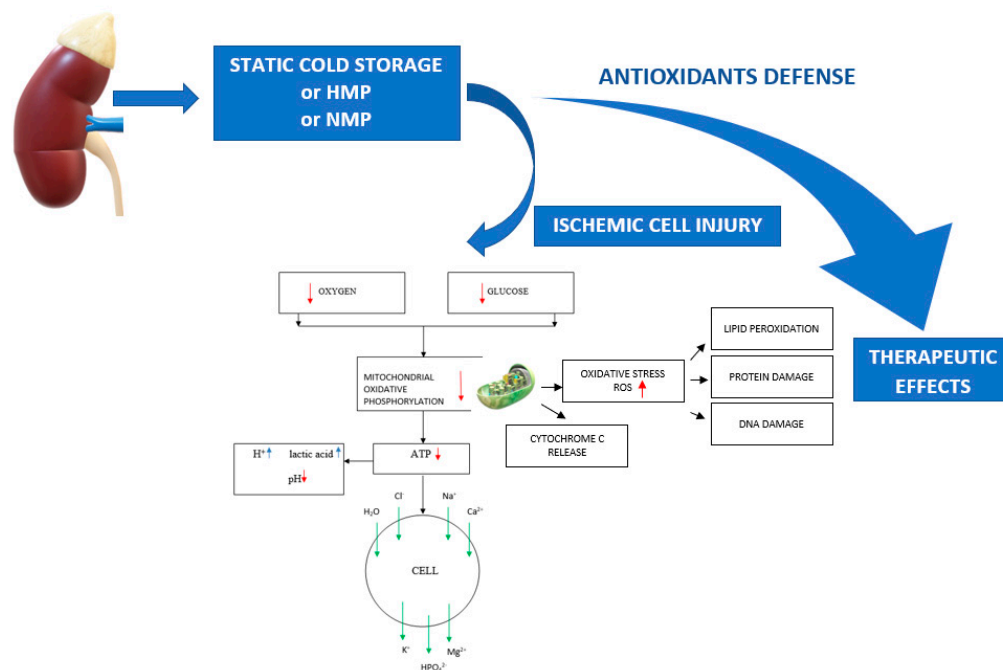 STATIC COLD STORAGE
or HMP
or NMP
ANTIOXIDANTS DEFENSE
ISCHEMIC CELL INJURY
THERAPEUTIC
EFFECTS
OXYGEN
GLUCOSE
MITOCHONDRIAL
OXIDATIVE
PHOSPHORYLATION
OXIDATIVE STRESS
ROS
LIPID PEROXIDATION
PROTEIN DAMAGE
DNA DAMAGE
CYTOCHROME C
RELEASE
ATP
H⁺ lactic acid
pH
H₂O
Cl⁻
Na⁺
Ca²⁺
CELL
K⁺
HPO₄²⁻
Mg²⁺